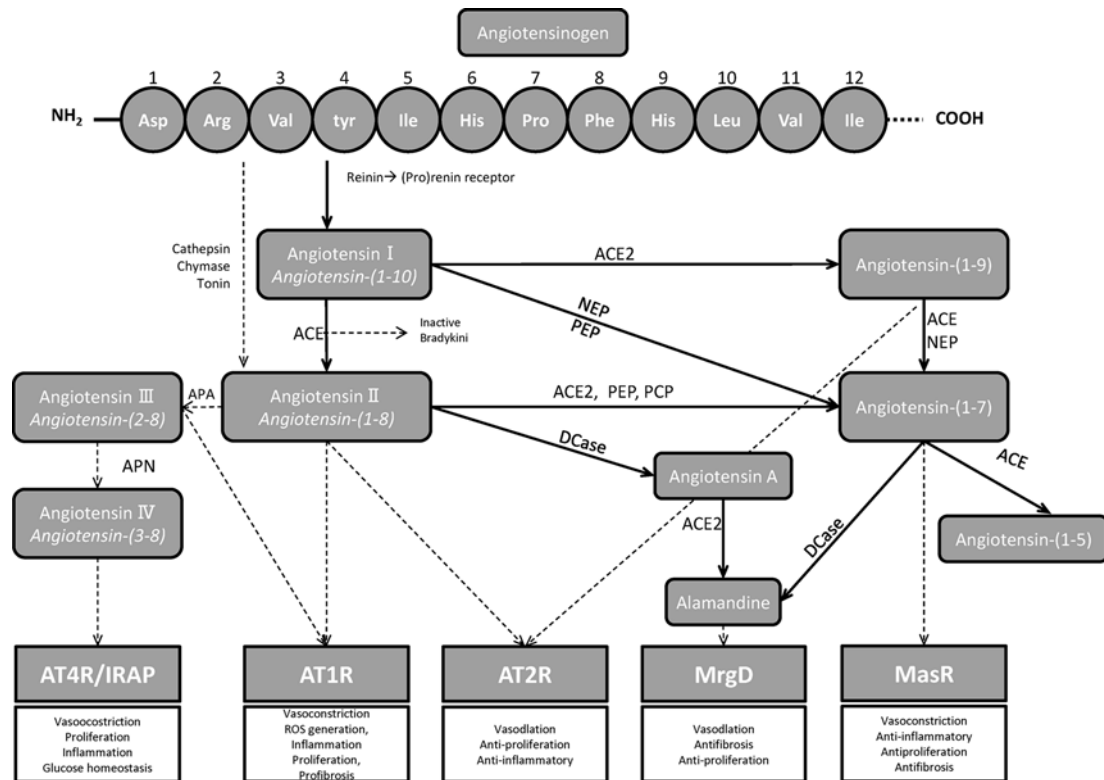 Angiotensinogen
1 2 3 4 5 6 7 8 9 10 11 12
NH₂ Asp Arg Val tyr Ile His Pro Phe His Leu Val Ile COOH
Reinin→ (Pro)renin receptor
Cathepsin
Chymase
Tonin
Angiotensin Ⅰ
Angiotensin-(1-10)
ACE2
Angiotensin-(1-9)
NEP
PEP
ACE
Inactive
Bradykini
ACE
NEP
Angiotensin Ⅲ
Angiotensin-(2-8)
APA
Angiotensin Ⅱ
Angiotensin-(1-8)
ACE2, PEP, PCP
Angiotensin-(1-7)
DCase
APN
Angiotensin A
ACE
Angiotensin Ⅳ
Angiotensin-(3-8)
ACE2
DCase
Angiotensin-(1-5)
Alamandine
AT4R/IRAP
Vasoocostriction
Proliferation
Inflammation
Glucose homeostasis
AT1R
Vasoconstriction
ROS generation,
Inflammation
Proliferation,
Profibrosis
AT2R
Vasodlation
Anti-proliferation
Anti-inflammatory
MrgD
Vasodlation
Antifibrosis
Anti-proliferation
MasR
Vasoconstriction
Anti-inflammatory
Antiproliferation
Antifibrosis